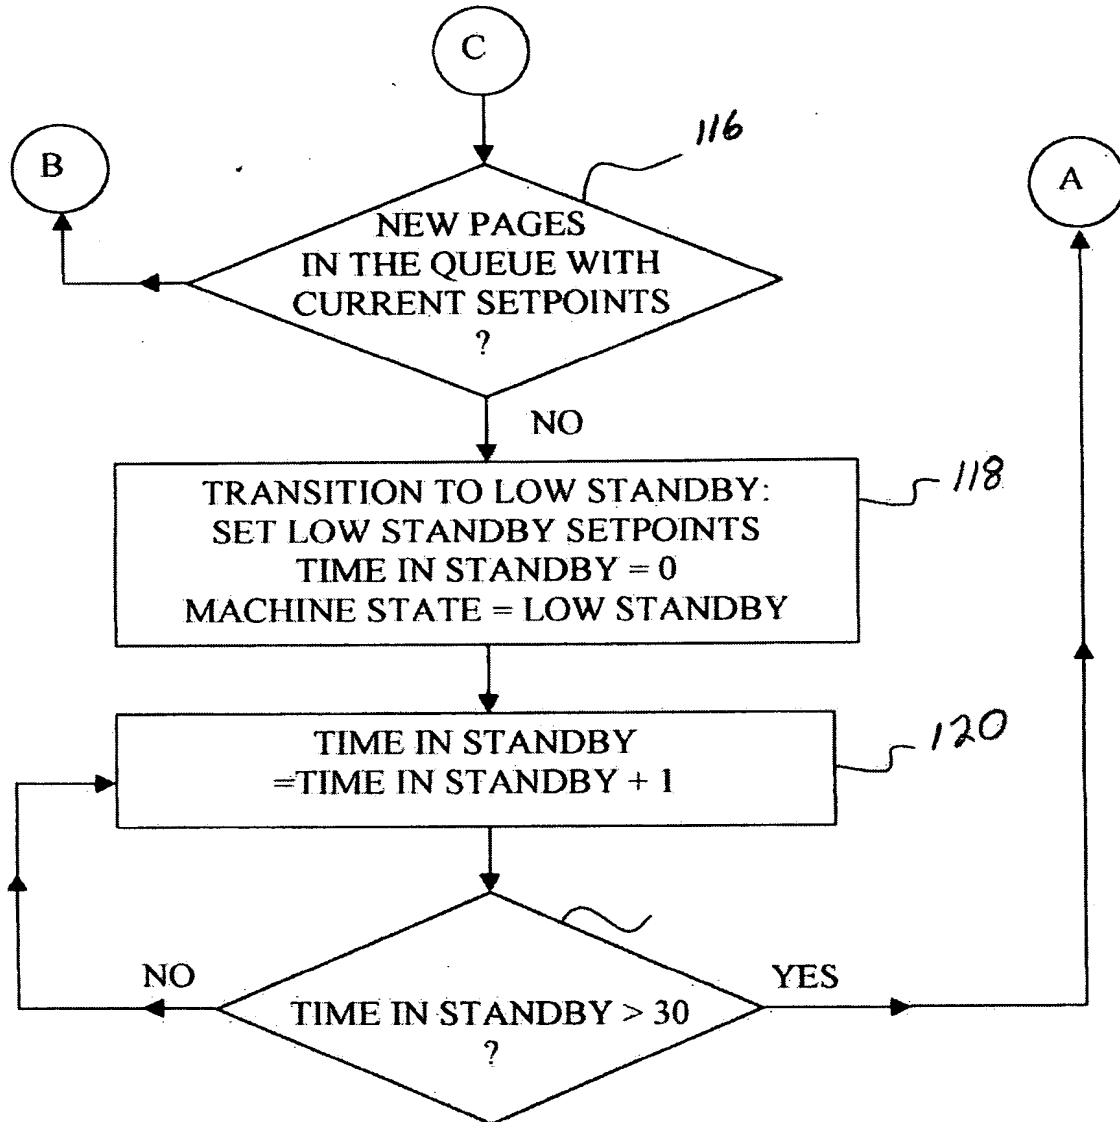 C
116
B
A
NEW PAGES
IN THE QUEUE WITH
CURRENT SETPOINTS
?
NO
TRANSITION TO LOW STANDBY:
SET LOW STANDBY SETPOINTS
TIME IN STANDBY = 0
MACHINE STATE = LOW STANDBY
118
TIME IN STANDBY
=TIME IN STANDBY + 1
120
NO
YES
TIME IN STANDBY > 30
?